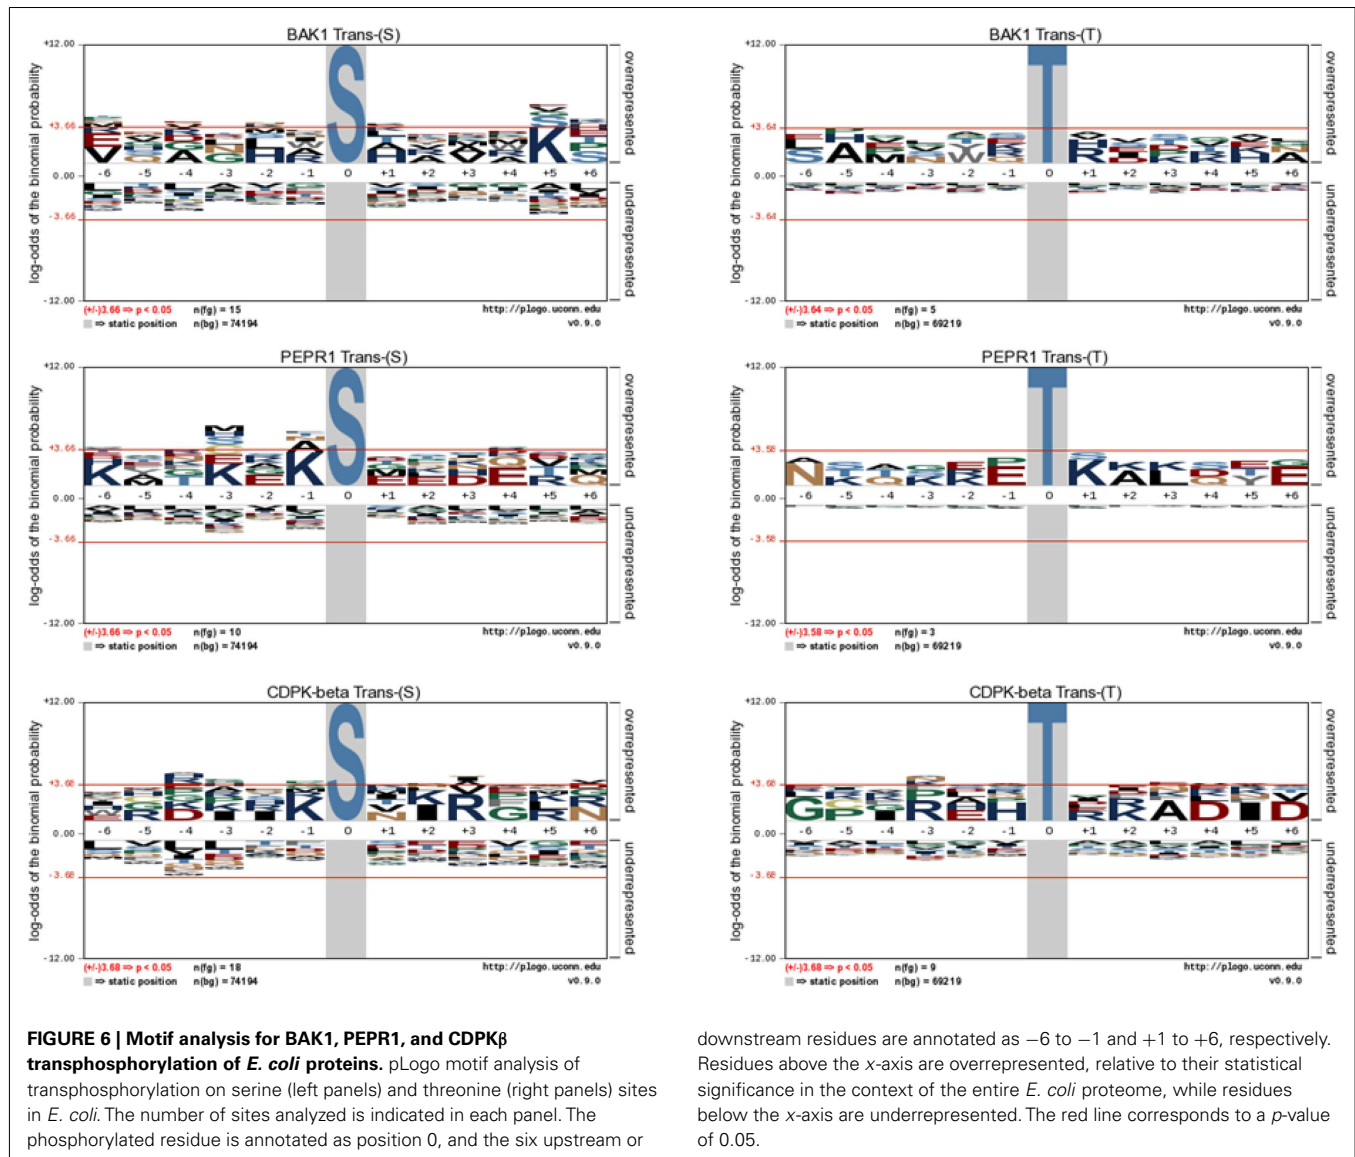 BAK1 Trans-(S)
+12.00
+3.66
0.00
-3.66
-12.00
log-odds of the binomial probability
overrepresented
underrepresented
S
-6 -5 -4 -3 -2 -1 0 +1 +2 +3 +4 +5 +6
(+/-)3.66 => p < 0.05 n(fg) = 15 http://plogo.uconn.edu
=> static position n(bg) = 74194 v0.9.0
BAK1 Trans-(T)
+12.00
+3.64
0.00
-3.64
-12.00
log-odds of the binomial probability
overrepresented
underrepresented
T
-6 -5 -4 -3 -2 -1 0 +1 +2 +3 +4 +5 +6
(+/-)3.64 => p < 0.05 n(fg) = 5 http://plogo.uconn.edu
=> static position n(bg) = 69219 v0.9.0
PEPR1 Trans-(S)
+12.00
+3.66
0.00
-3.66
-12.00
log-odds of the binomial probability
overrepresented
underrepresented
S
-6 -5 -4 -3 -2 -1 0 +1 +2 +3 +4 +5 +6
(+/-)3.66 => p < 0.05 n(fg) = 10 http://plogo.uconn.edu
=> static position n(bg) = 74194 v0.9.0
PEPR1 Trans-(T)
+12.00
+3.58
0.00
-3.58
-12.00
log-odds of the binomial probability
overrepresented
underrepresented
T
-6 -5 -4 -3 -2 -1 0 +1 +2 +3 +4 +5 +6
(+/-)3.58 => p < 0.05 n(fg) = 3 http://plogo.uconn.edu
=> static position n(bg) = 69219 v0.9.0
CDPK-beta Trans-(S)
+12.00
+3.68
0.00
-3.68
-12.00
log-odds of the binomial probability
overrepresented
underrepresented
S
-6 -5 -4 -3 -2 -1 0 +1 +2 +3 +4 +5 +6
(+/-)3.68 => p < 0.05 n(fg) = 18 http://plogo.uconn.edu
=> static position n(bg) = 74194 v0.9.0
CDPK-beta Trans-(T)
+12.00
+3.68
0.00
-3.68
-12.00
log-odds of the binomial probability
overrepresented
underrepresented
T
-6 -5 -4 -3 -2 -1 0 +1 +2 +3 +4 +5 +6
(+/-)3.68 => p < 0.05 n(fg) = 9 http://plogo.uconn.edu
=> static position n(bg) = 69219 v0.9.0
FIGURE 6 | Motif analysis for BAK1, PEPR1, and CDPKβ
transphosphorylation of E. coli proteins. pLogo motif analysis of
transphosphorylation on serine (left panels) and threonine (right panels) sites
in E. coli. The number of sites analyzed is indicated in each panel. The
phosphorylated residue is annotated as position 0, and the six upstream or
downstream residues are annotated as −6 to −1 and +1 to +6, respectively.
Residues above the x-axis are overrepresented, relative to their statistical
significance in the context of the entire E. coli proteome, while residues
below the x-axis are underrepresented. The red line corresponds to a p-value
of 0.05.